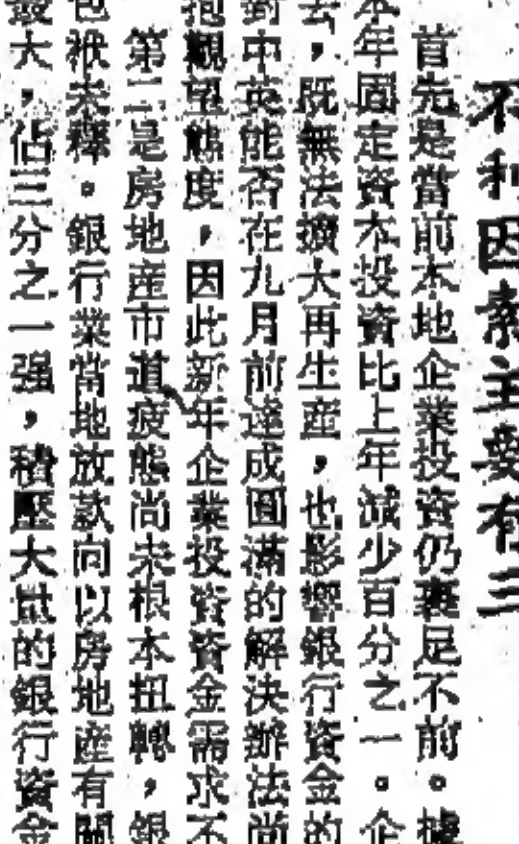 不利因素主要有三
首先是當前本地企業投資仍裹足不前。據
本年固定資本投資比上年減少百分之一。企
去，既無法擴大再生產，也影響銀行資金的
對中英能否在九月前達成圓滿的解決辦法尚
抱觀望態度，因此新年企業投資資金需求不
第二是房地產市道疲態尚未根本扭轉，銀
色彩未釋。銀行業當地放款向以房地產有關
最大，佔三分之一强，積壓大量的銀行資金